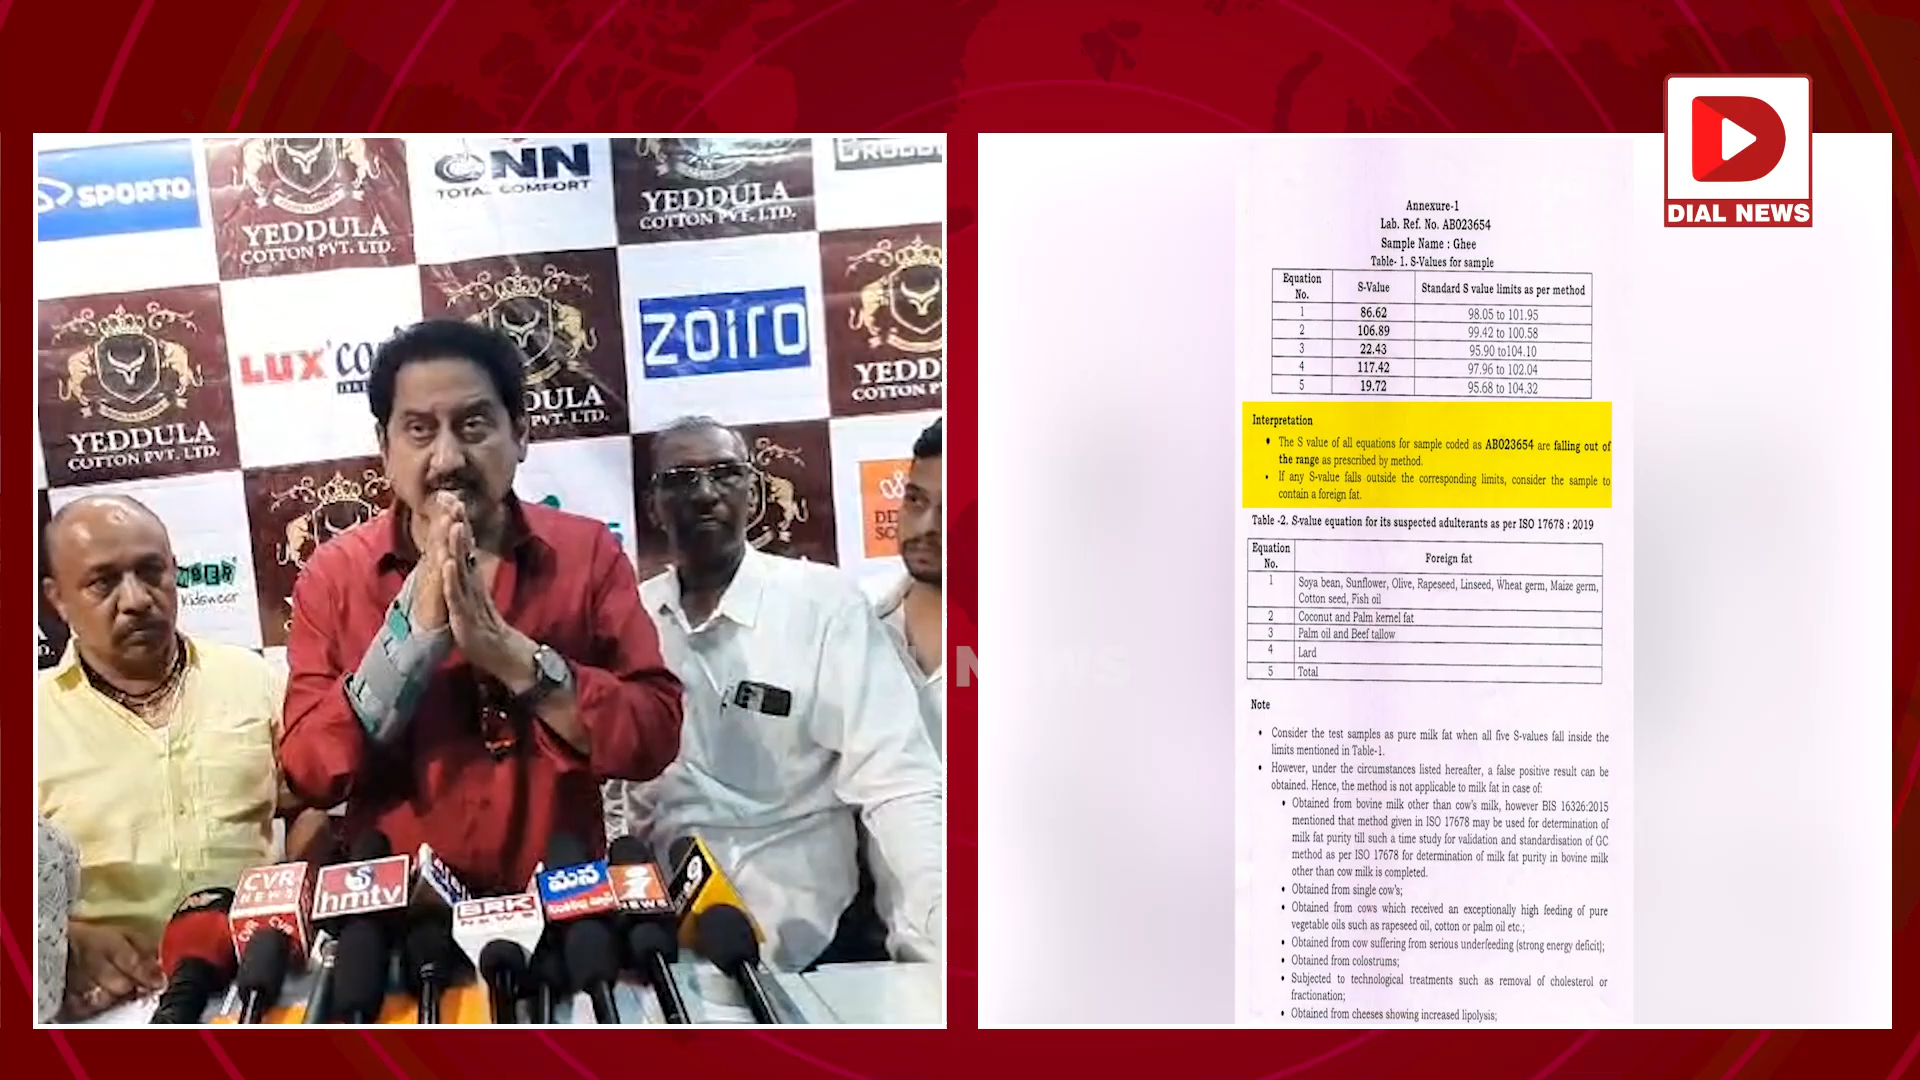 SPORTO
YEDDULA
COTTON PVT. LTD.
ONN
TOTAL COMFORT
YEDDULA
COTTON PVT. LTD.
YEDDULA
COTTON PVT. LTD.
LUX
PVT. LTD.
ZOIRO
YEDD
COTTON PV
Kidswear
CVR
NEWS
hmtv
BRK
NEWS
మన
NEWS
DIAL NEWS
Annexure-1
Lab. Ref. No. AB023654
Sample Name : Ghee
Table- 1. S-Values for sample
Equation No. S-Value Standard S value limits as per method
1 86.62 98.05 to 101.95
2 106.89 99.42 to 100.58
3 22.43 95.90 to104.10
4 117.42 97.96 to 102.04
5 19.72 95.68 to 104.32
Interpretation
• The S value of all equations for sample coded as AB023654 are falling out of
the range as prescribed by method.
• If any S-value falls outside the corresponding limits, consider the sample to
contain a foreign fat.
Table -2. S-value equation for its suspected adulterants as per ISO 17678 : 2019
Equation No. Foreign fat
1 Soya bean, Sunflower, Olive, Rapeseed, Linseed, Wheat germ, Maize germ,
Cotton seed, Fish oil
2 Coconut and Palm kernel fat
3 Palm oil and Beef tallow
4 Lard
5 Total
Note
• Consider the test samples as pure milk fat when all five S-values fall inside the
limits mentioned in Table-1.
• However, under the circumstances listed hereafter, a false positive result can be
obtained. Hence, the method is not applicable to milk fat in case of:
• Obtained from bovine milk other than cow's milk, however BIS 16326:2015
mentioned that method given in ISO 17678 may be used for determination of
milk fat purity till such a time study for validation and standardisation of GC
method as per ISO 17678 for determination of milk fat purity in bovine milk
other than cow milk is completed.
• Obtained from single cow's;
• Obtained from cows which received an exceptionally high feeding of pure
vegetable oils such as rapeseed oil, cotton or palm oil etc.;
• Obtained from cow suffering from serious underfeeding (strong energy deficit);
• Obtained from colostrums;
• Subjected to technological treatments such as removal of cholesterol or
fractionation;
• Obtained from cheeses showing increased lipolysis;